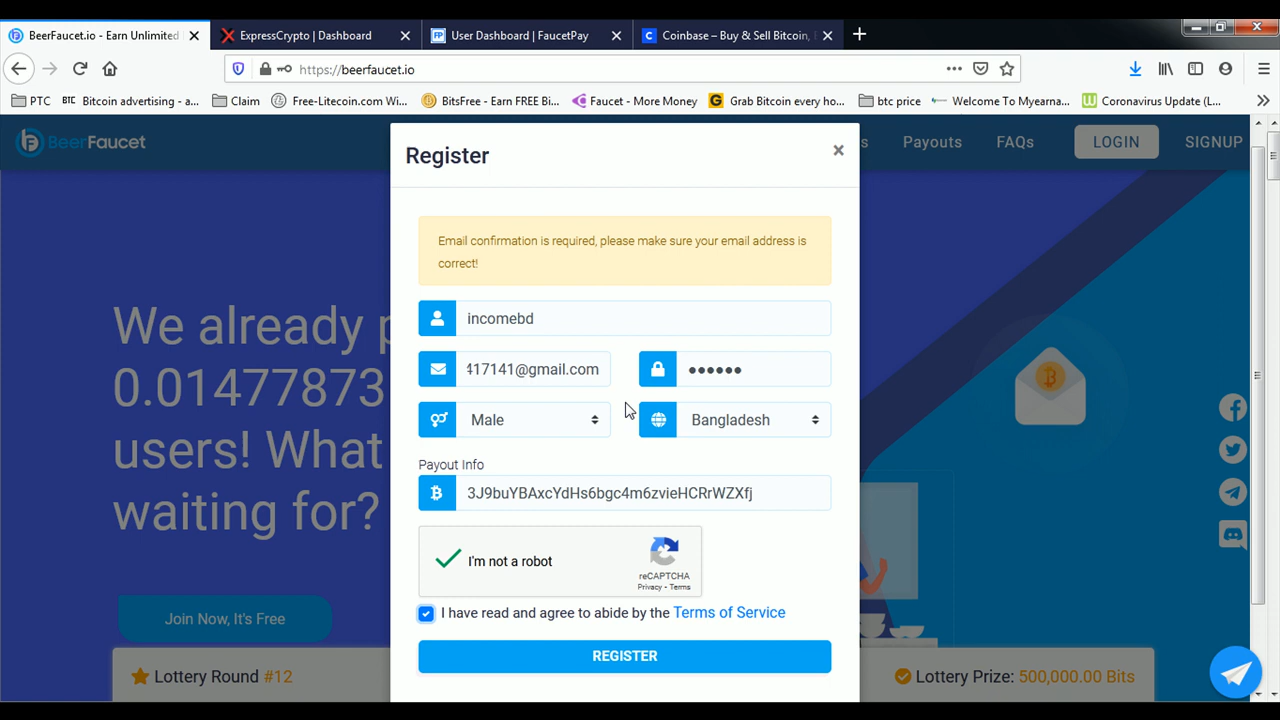 BeerFaucet.io - Earn Unlimited
ExpressCrypto | Dashboard
FP User Dashboard | FaucetPay
Coinbase – Buy & Sell Bitcoin, E
https://beerfaucet.io
PTC
BTC Bitcoin advertising - a...
Claim
Free-Litecoin.com Wi...
BitsFree - Earn FREE Bi...
Faucet - More Money
G Grab Bitcoin every ho...
btc price
Welcome To Myearna...
Coronavirus Update (L...
BeerFaucet
s
Payouts
FAQs
LOGIN
SIGNUP
Register
×
Email confirmation is required, please make sure your email address is
correct!
incomebd
417141@gmail.com
••••••
Male
Bangladesh
Payout Info
3J9buYBAxcYdHs6bgc4m6zvieHCRrWZXfj
I'm not a robot
reCAPTCHA
Privacy - Terms
I have read and agree to abide by the Terms of Service
REGISTER
We already p
0.01477873
users! What
waiting for?
Join Now, It's Free
Lottery Round #12
Lottery Prize: 500,000.00 Bits